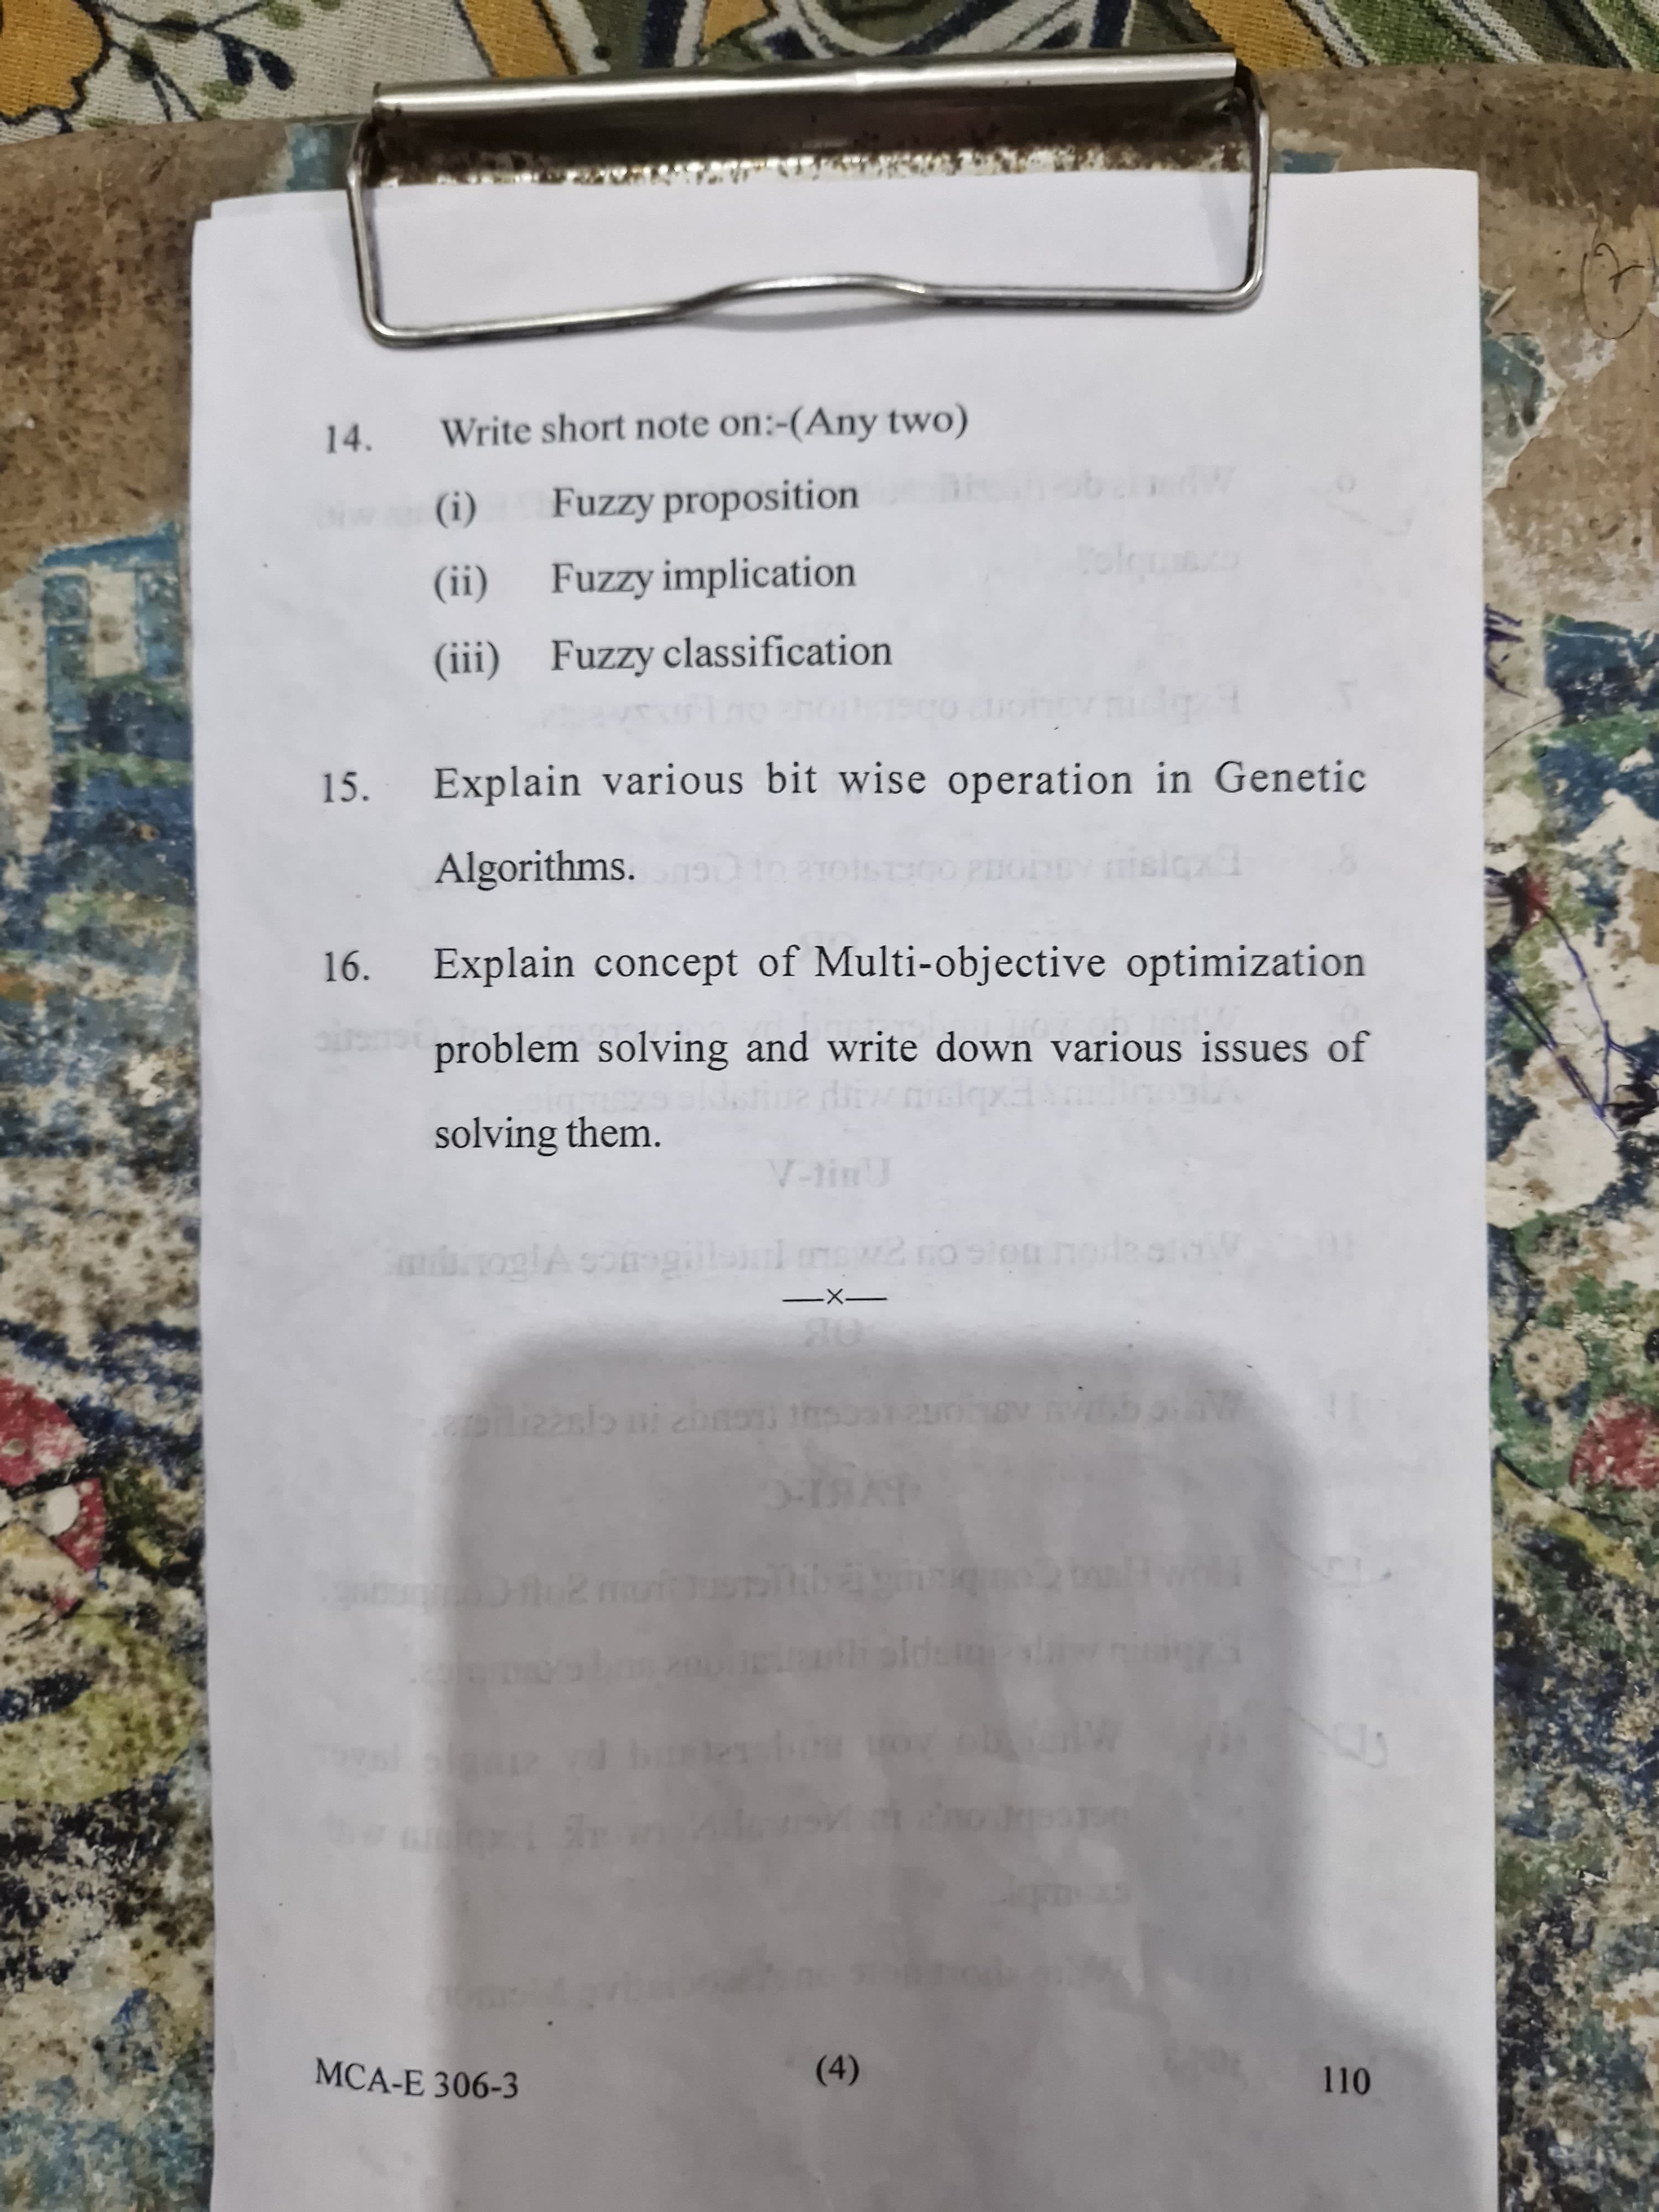 14. Write short note on:-(Any two)
(i) Fuzzy proposition
(ii) Fuzzy implication
(iii) Fuzzy classification
15. Explain various bit wise operation in Genetic
Algorithms.
16. Explain concept of Multi-objective optimization
problem solving and write down various issues of
solving them.
—×—
MCA-E 306-3 (4) 110